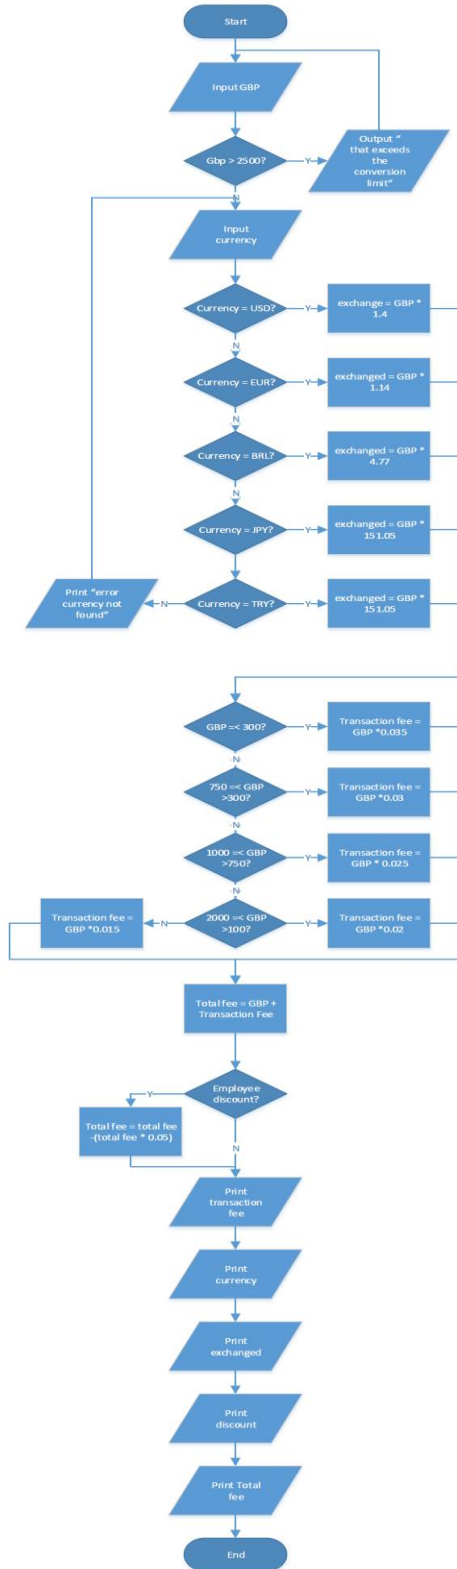 Start
Input GBP
Gbp > 2500?
Y
Output “
that exceeds
the
conversion
limit”
N
Input
currency
Currency = USD?
Y
exchange = GBP *
1.4
N
Currency = EUR?
Y
exchanged = GBP *
1.14
N
Currency = BRL?
Y
exchanged = GBP *
4.77
N
Currency = JPY?
Y
exchanged = GBP *
151.05
Print “error
currency not
found”
N
Currency = TRY?
Y
exchanged = GBP *
151.05
GBP =< 300?
Y
Transaction fee =
GBP *0.035
N
750 =< GBP
>300?
Y
Transaction fee =
GBP *0.03
N
1000 =< GBP
>750?
Y
Transaction fee =
GBP * 0.025
N
Transaction fee =
GBP *0.015
N
2000 =< GBP
>100?
Y
Transaction fee =
GBP *0.02
Total fee = GBP +
Transaction Fee
Employee
discount?
Y
Total fee = total fee
-(total fee * 0.05)
N
Print
transaction
fee
Print
currency
Print
exchanged
Print
discount
Print Total
fee
End